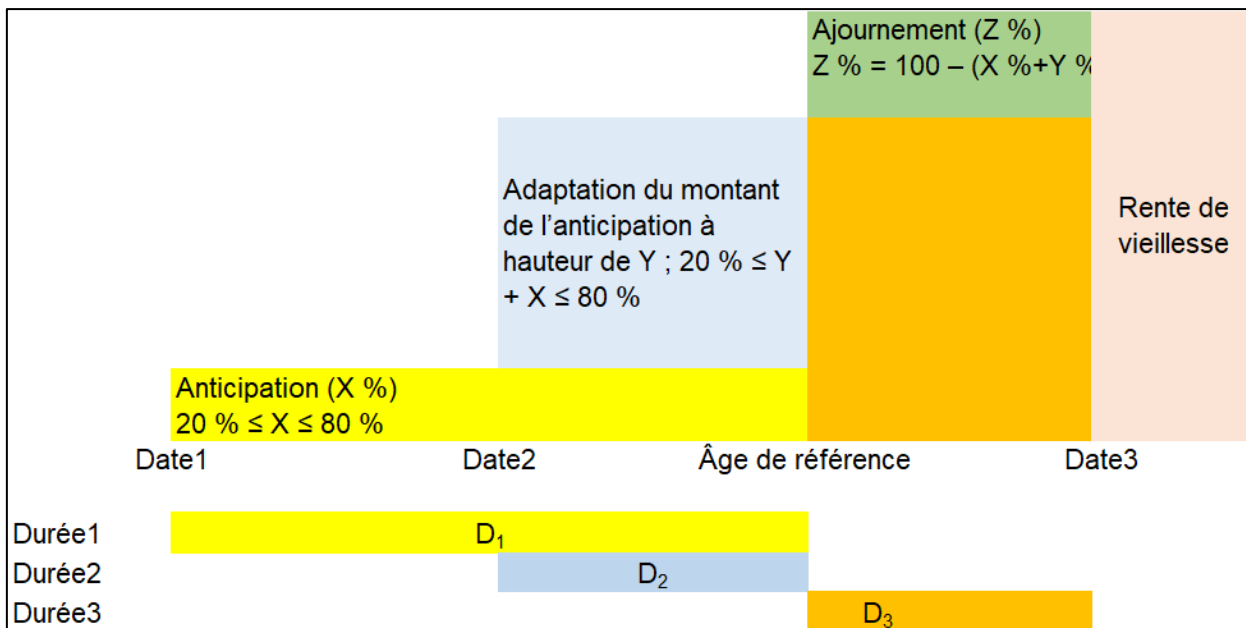 Ajournement (Z %)
Z % = 100 – (X %+Y %
Adaptation du montant
de l’anticipation à
hauteur de Y ; 20 % ≤ Y
+ X ≤ 80 %
Rente de
vieillesse
Anticipation (X %)
20 % ≤ X ≤ 80 %
Date1 Date2 Âge de référence Date3
Durée1 D₁
Durée2 D₂
Durée3 D₃